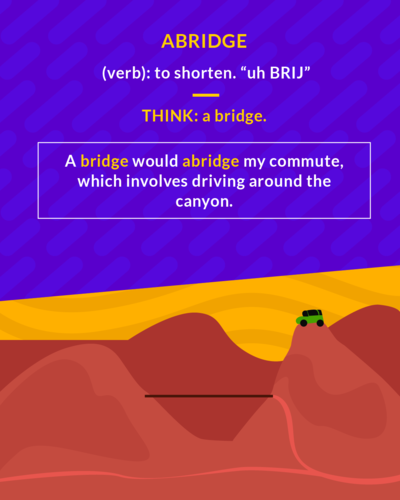 ABRIDGE
(verb): to shorten. “uh BRIJ”
THINK: a bridge.
A bridge would abridge my commute,
which involves driving around the
canyon.